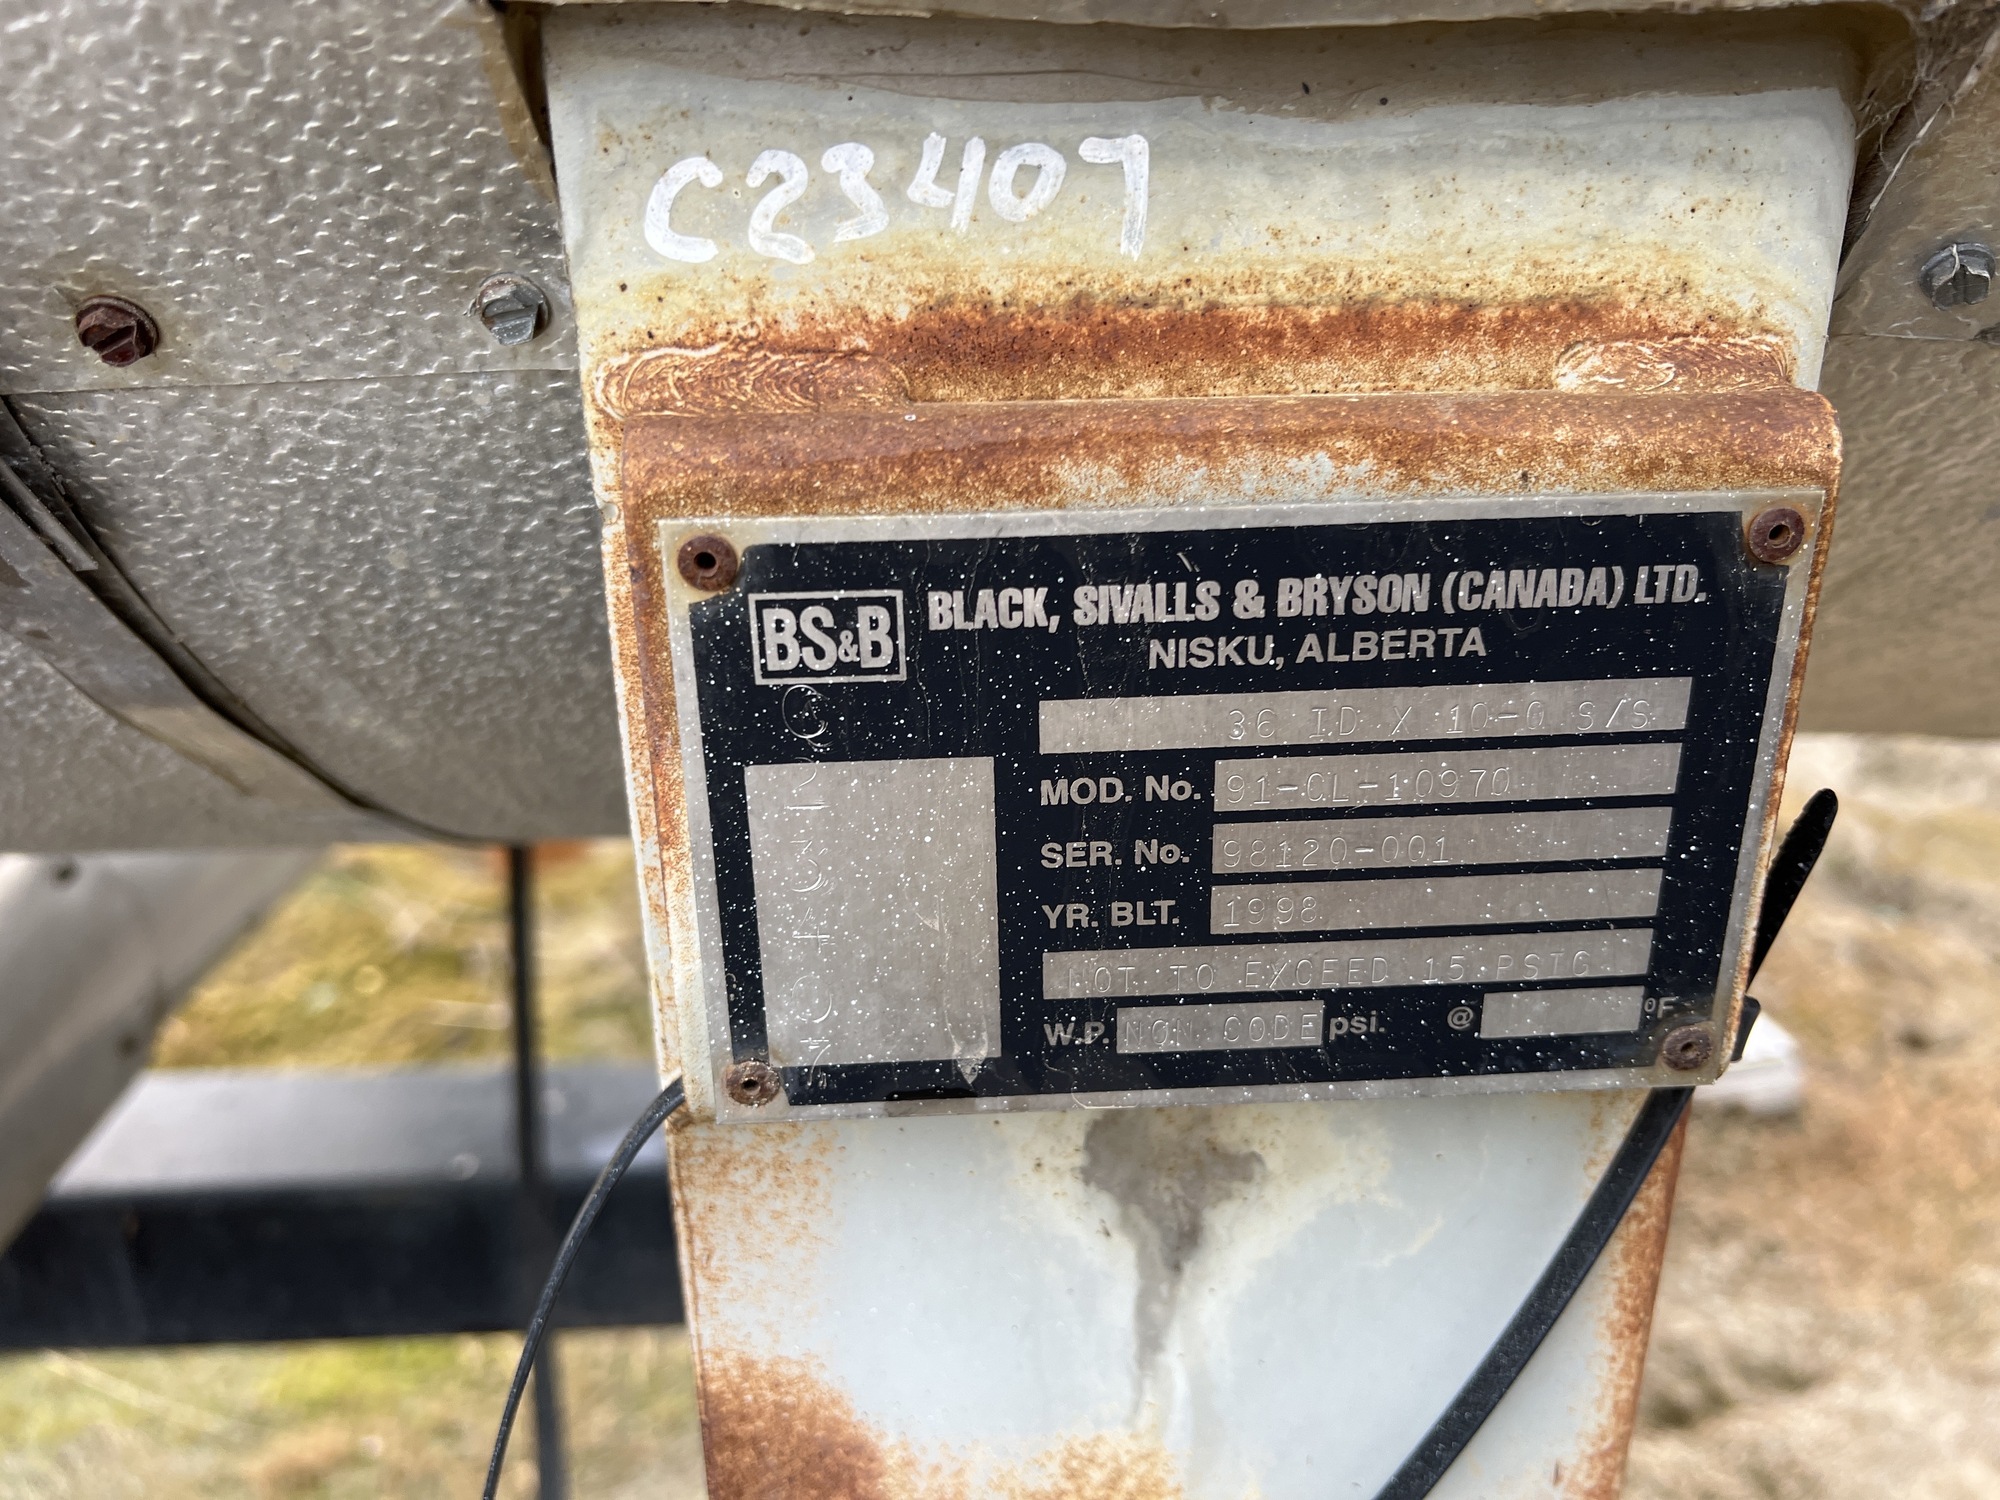 C23407
BS&B
BLACK, SIVALLS & BRYSON (CANADA) LTD.
NISKU, ALBERTA
36 ID X 10-0 S/S
MOD. No. 91-CL-10970
SER. No. 98120-001
YR. BLT. 1998
NOT TO EXCEED 15 PSIG
W.P. NON CODE psi. @ °F